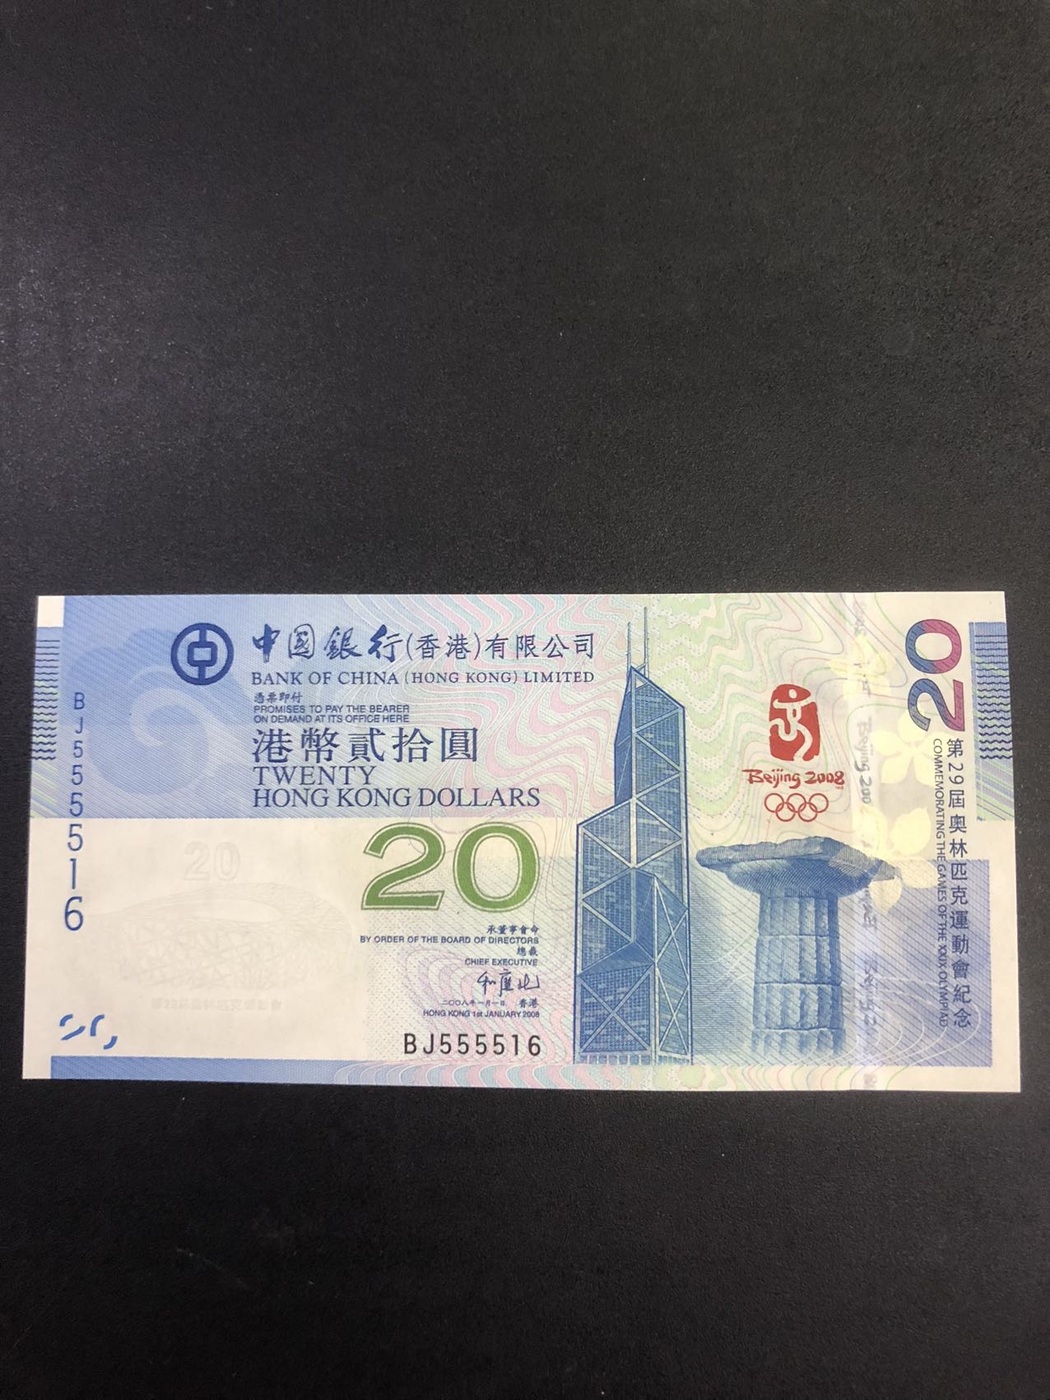 中國銀行(香港)有限公司
BANK OF CHINA (HONG KONG) LIMITED
憑票即付
PROMISES TO PAY THE BEARER
ON DEMAND AT ITS OFFICE HERE
港幣貳拾圓
TWENTY
HONG KONG DOLLARS
20
承董事會命
BY ORDER OF THE BOARD OF DIRECTORS
總裁
CHIEF EXECUTIVE
二〇〇八年一月一日 香港
HONG KONG 1st JANUARY 2008
BJ555516
BJ555516
20
Beijing 2008
20
第29屆奧林匹克運動會紀念
COMMEMORATING THE GAMES OF THE XXIX OLYMPIAD
Beijing 200